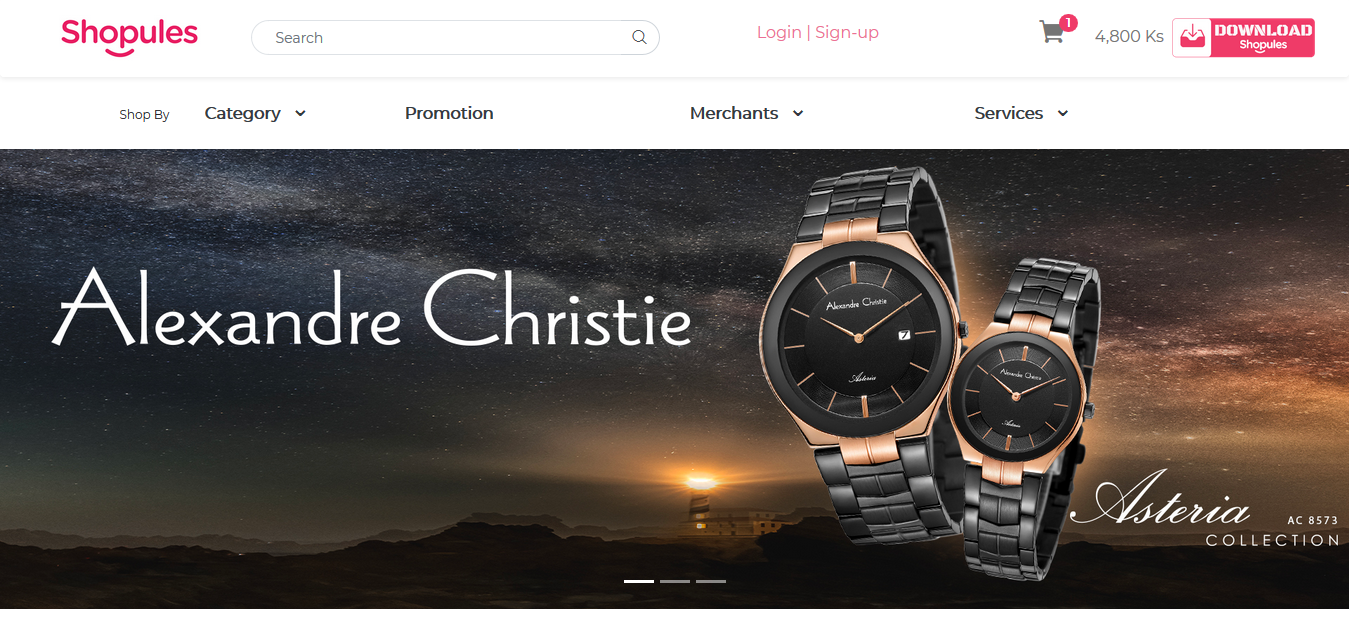 Shopules
Search
Login | Sign-up
1
4,800 Ks
DOWNLOAD
Shopules
Shop By
Category
Promotion
Merchants
Services
Alexandre Christie
Alexandre Christie
7
Asteria
Alexandre Christie
Asteria
Asteria
AC 8573
COLLECTION